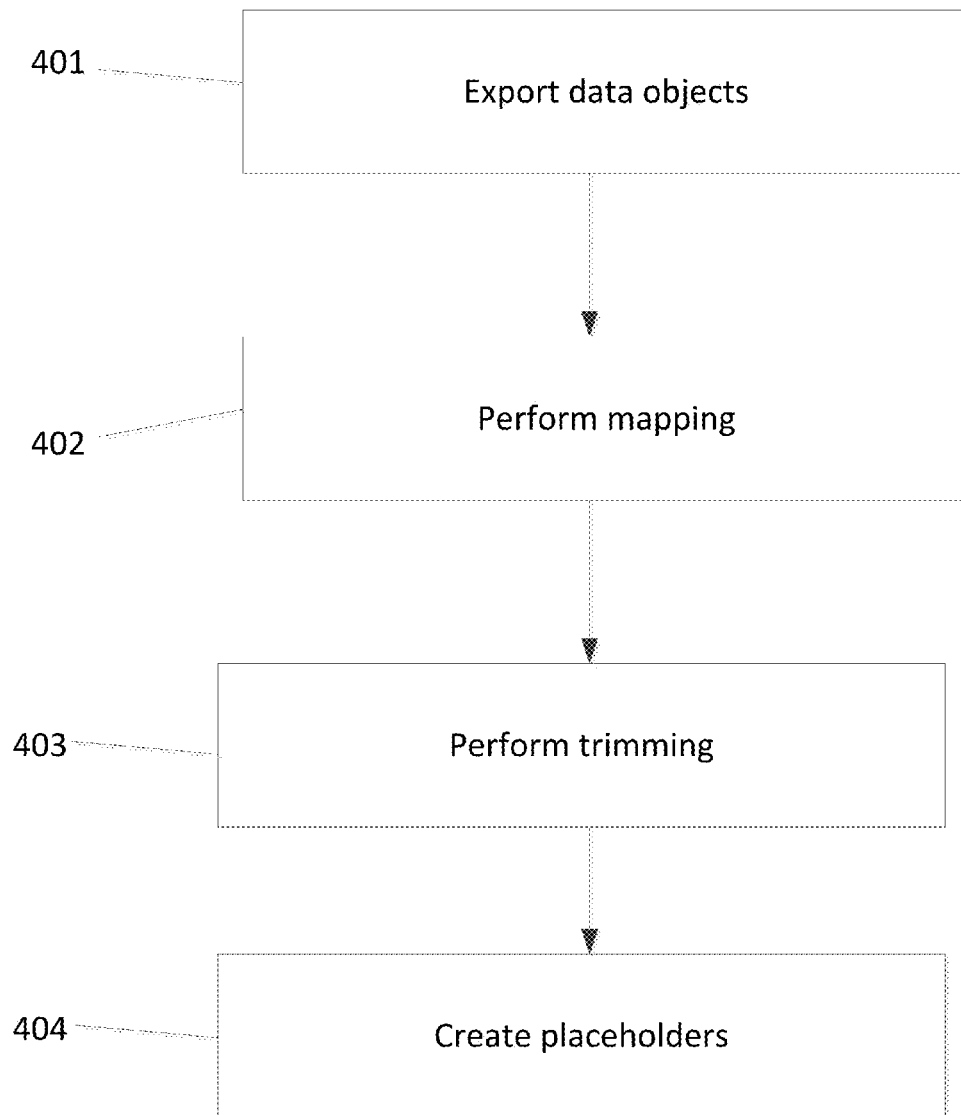 401
Export data objects
402
Perform mapping
403
Perform trimming
404
Create placeholders